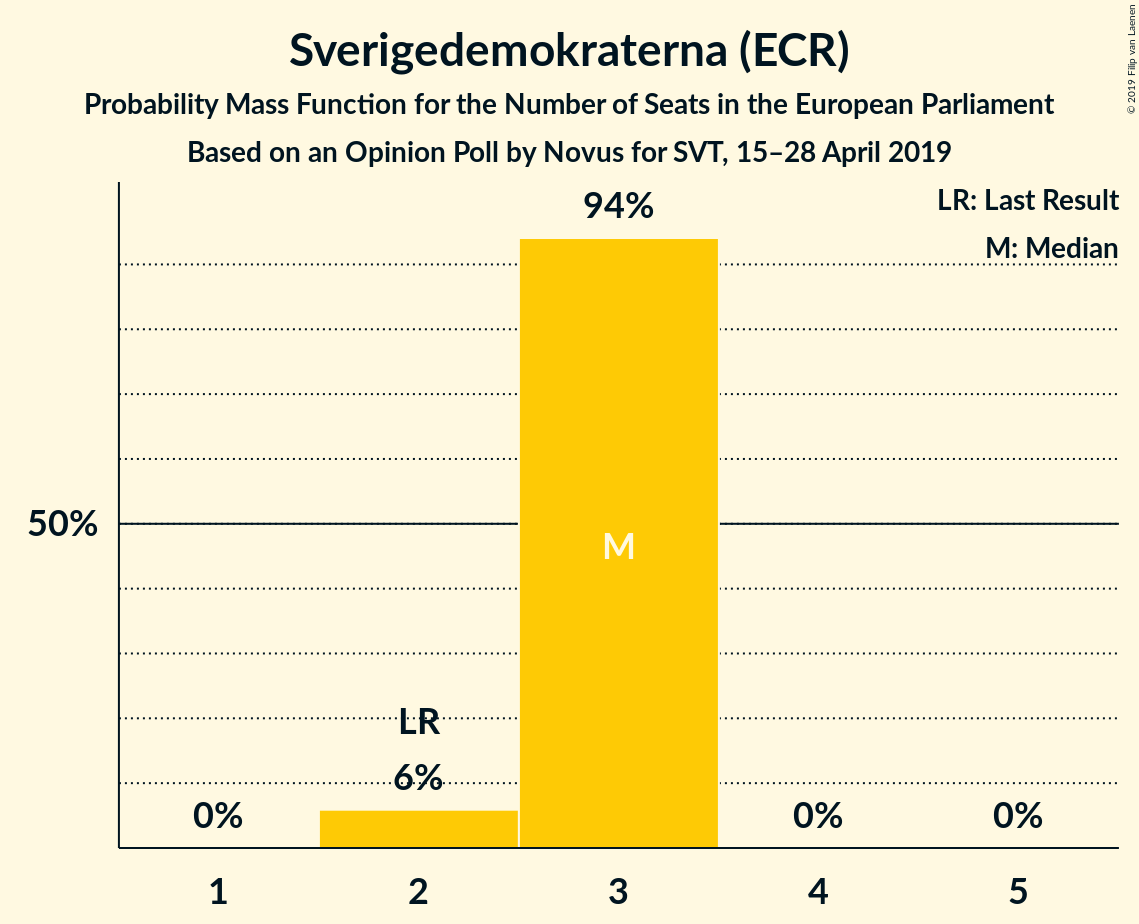 Sverigedemokraterna (ECR)
Probability Mass Function for the Number of Seats in the European Parliament
Based on an Opinion Poll by Novus for SVT, 15–28 April 2019
© 2019 Filip van Laenen
LR: Last Result
M: Median
94%
50%
M
LR
6%
0%
0%
0%
1 2 3 4 5